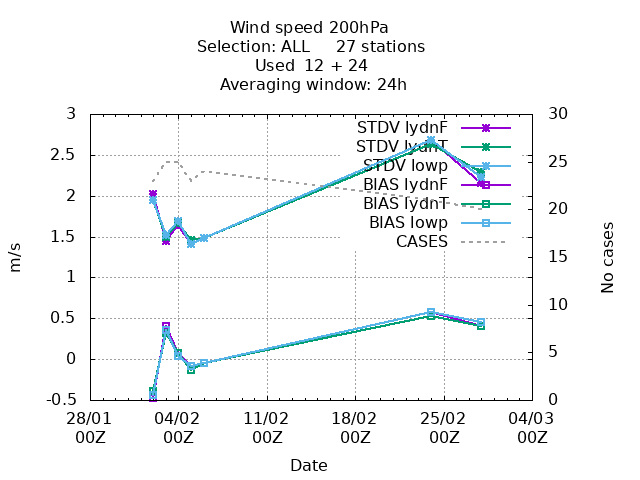 Wind speed 200hPa
Selection: ALL 27 stations
Used 12 + 24
Averaging window: 24h
3
2.5
2
1.5
1
0.5
0
-0.5
m/s
30
25
20
15
10
5
0
No cases
STDV lydnF
STDV lydnT
STDV lowp
BIAS lydnF
BIAS lydnT
BIAS lowp
CASES
28/01 04/02 11/02 18/02 25/02 04/03
00Z 00Z 00Z 00Z 00Z 00Z
Date